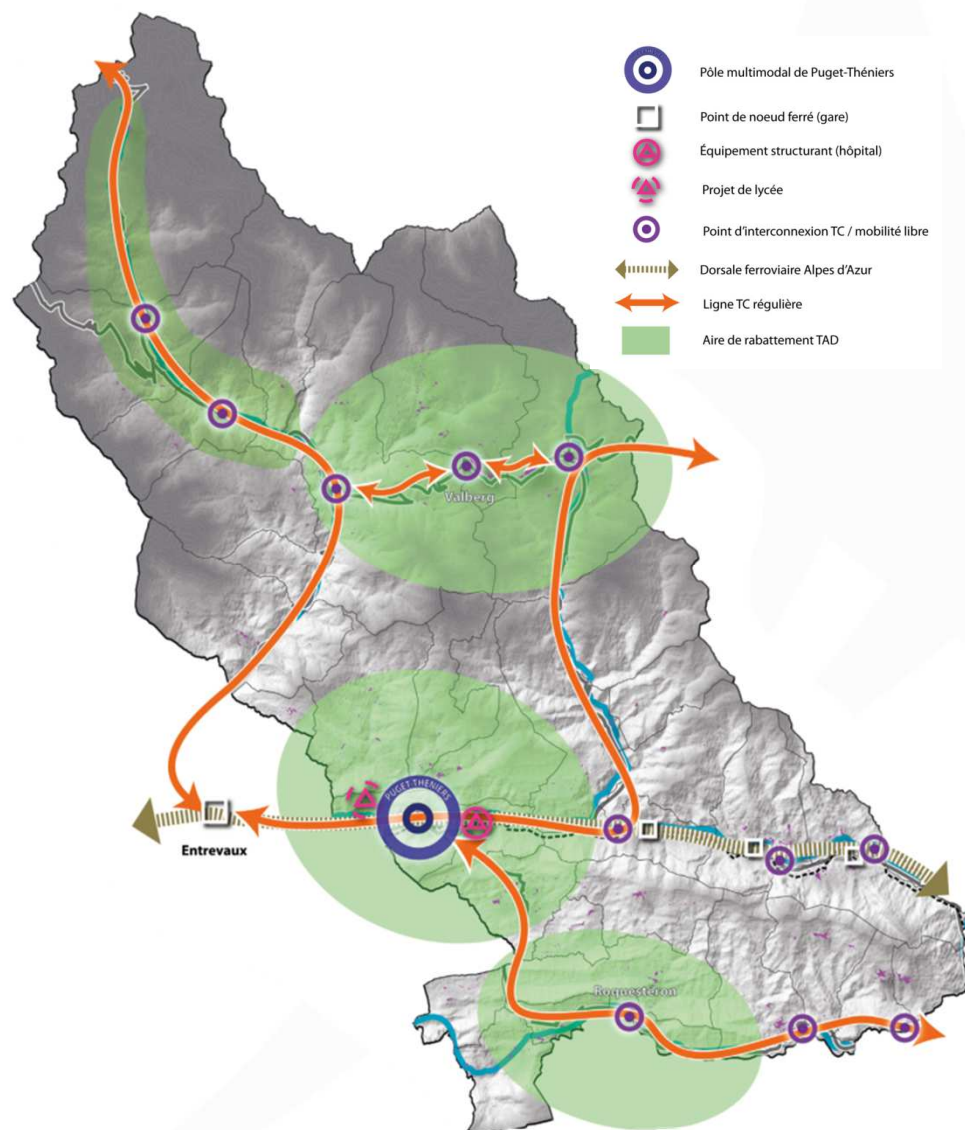 Pôle multimodal de Puget-Théniers
Point de noeud ferré (gare)
Équipement structurant (hôpital)
Projet de lycée
Point d'interconnexion TC / mobilité libre
Dorsale ferroviaire Alpes d'Azur
Ligne TC régulière
Aire de rabattement TAD
Valberg
PUGET-THÉNIERS
Entrevaux
Roquestéron